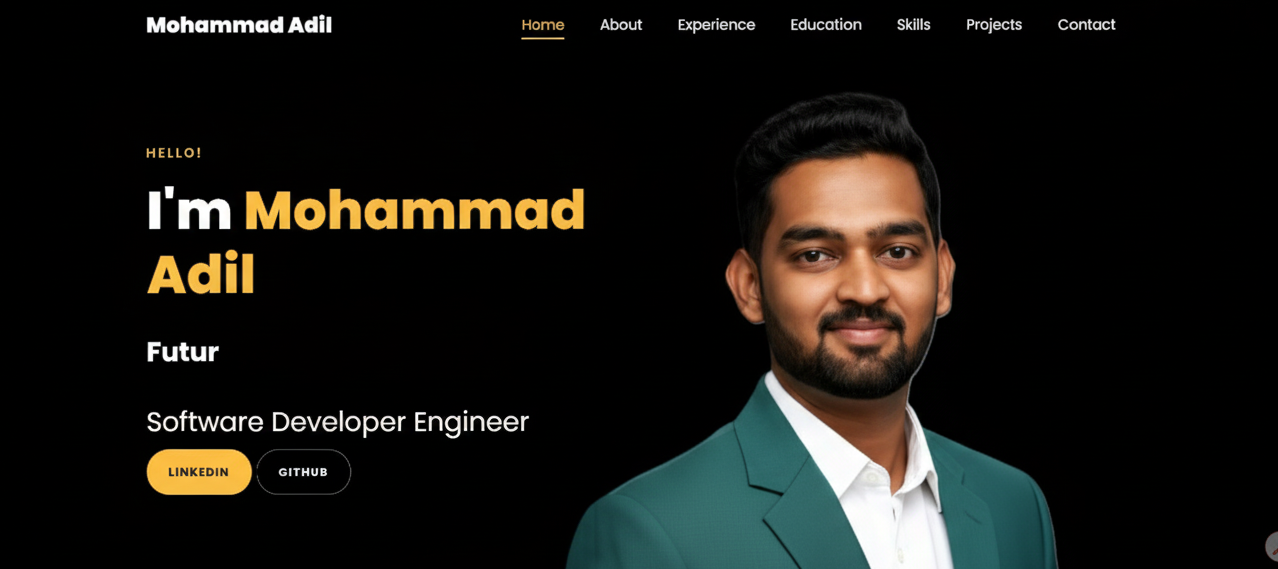 Mohammad Adil
Home About Experience Education Skills Projects Contact
HELLO!
I'm Mohammad
Adil
Futur
Software Developer Engineer
LINKEDIN GITHUB